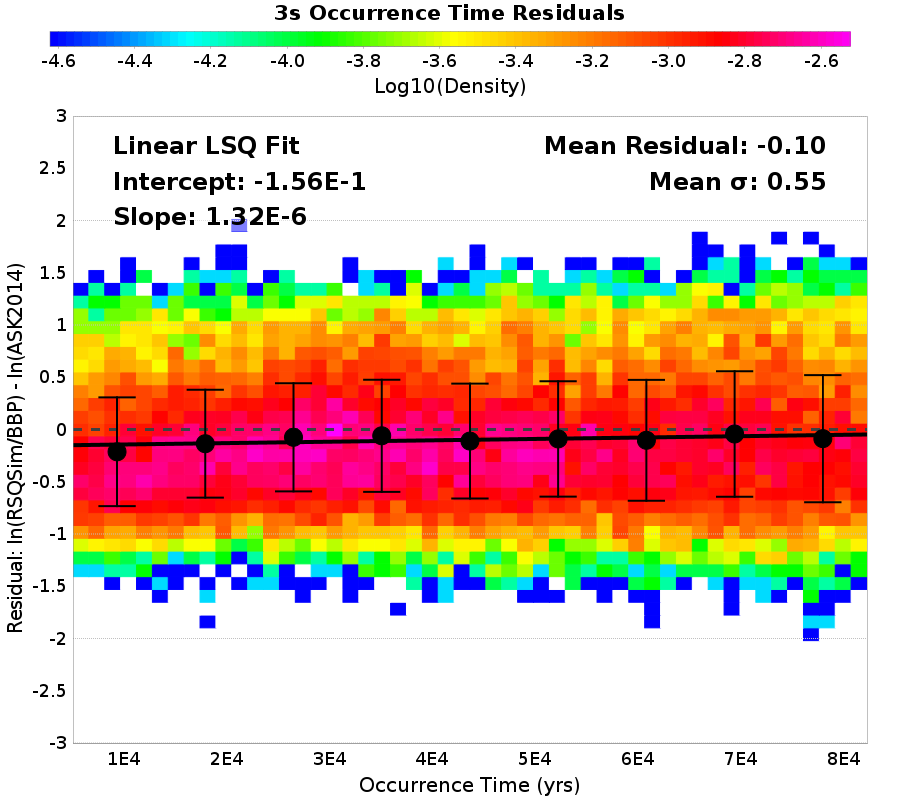 3s Occurrence Time Residuals
-4.6 -4.4 -4.2 -4.0 -3.8 -3.6 -3.4 -3.2 -3.0 -2.8 -2.6
Log10(Density)
Linear LSQ Fit
Intercept: -1.56E-1
Slope: 1.32E-6
Mean Residual: -0.10
Mean σ: 0.55
Residual: ln(RSQSim/BBP) - ln(ASK2014)
3
2.5
2
1.5
1
0.5
0
-0.5
-1
-1.5
-2
-2.5
-3
1E4 2E4 3E4 4E4 5E4 6E4 7E4 8E4
Occurrence Time (yrs)